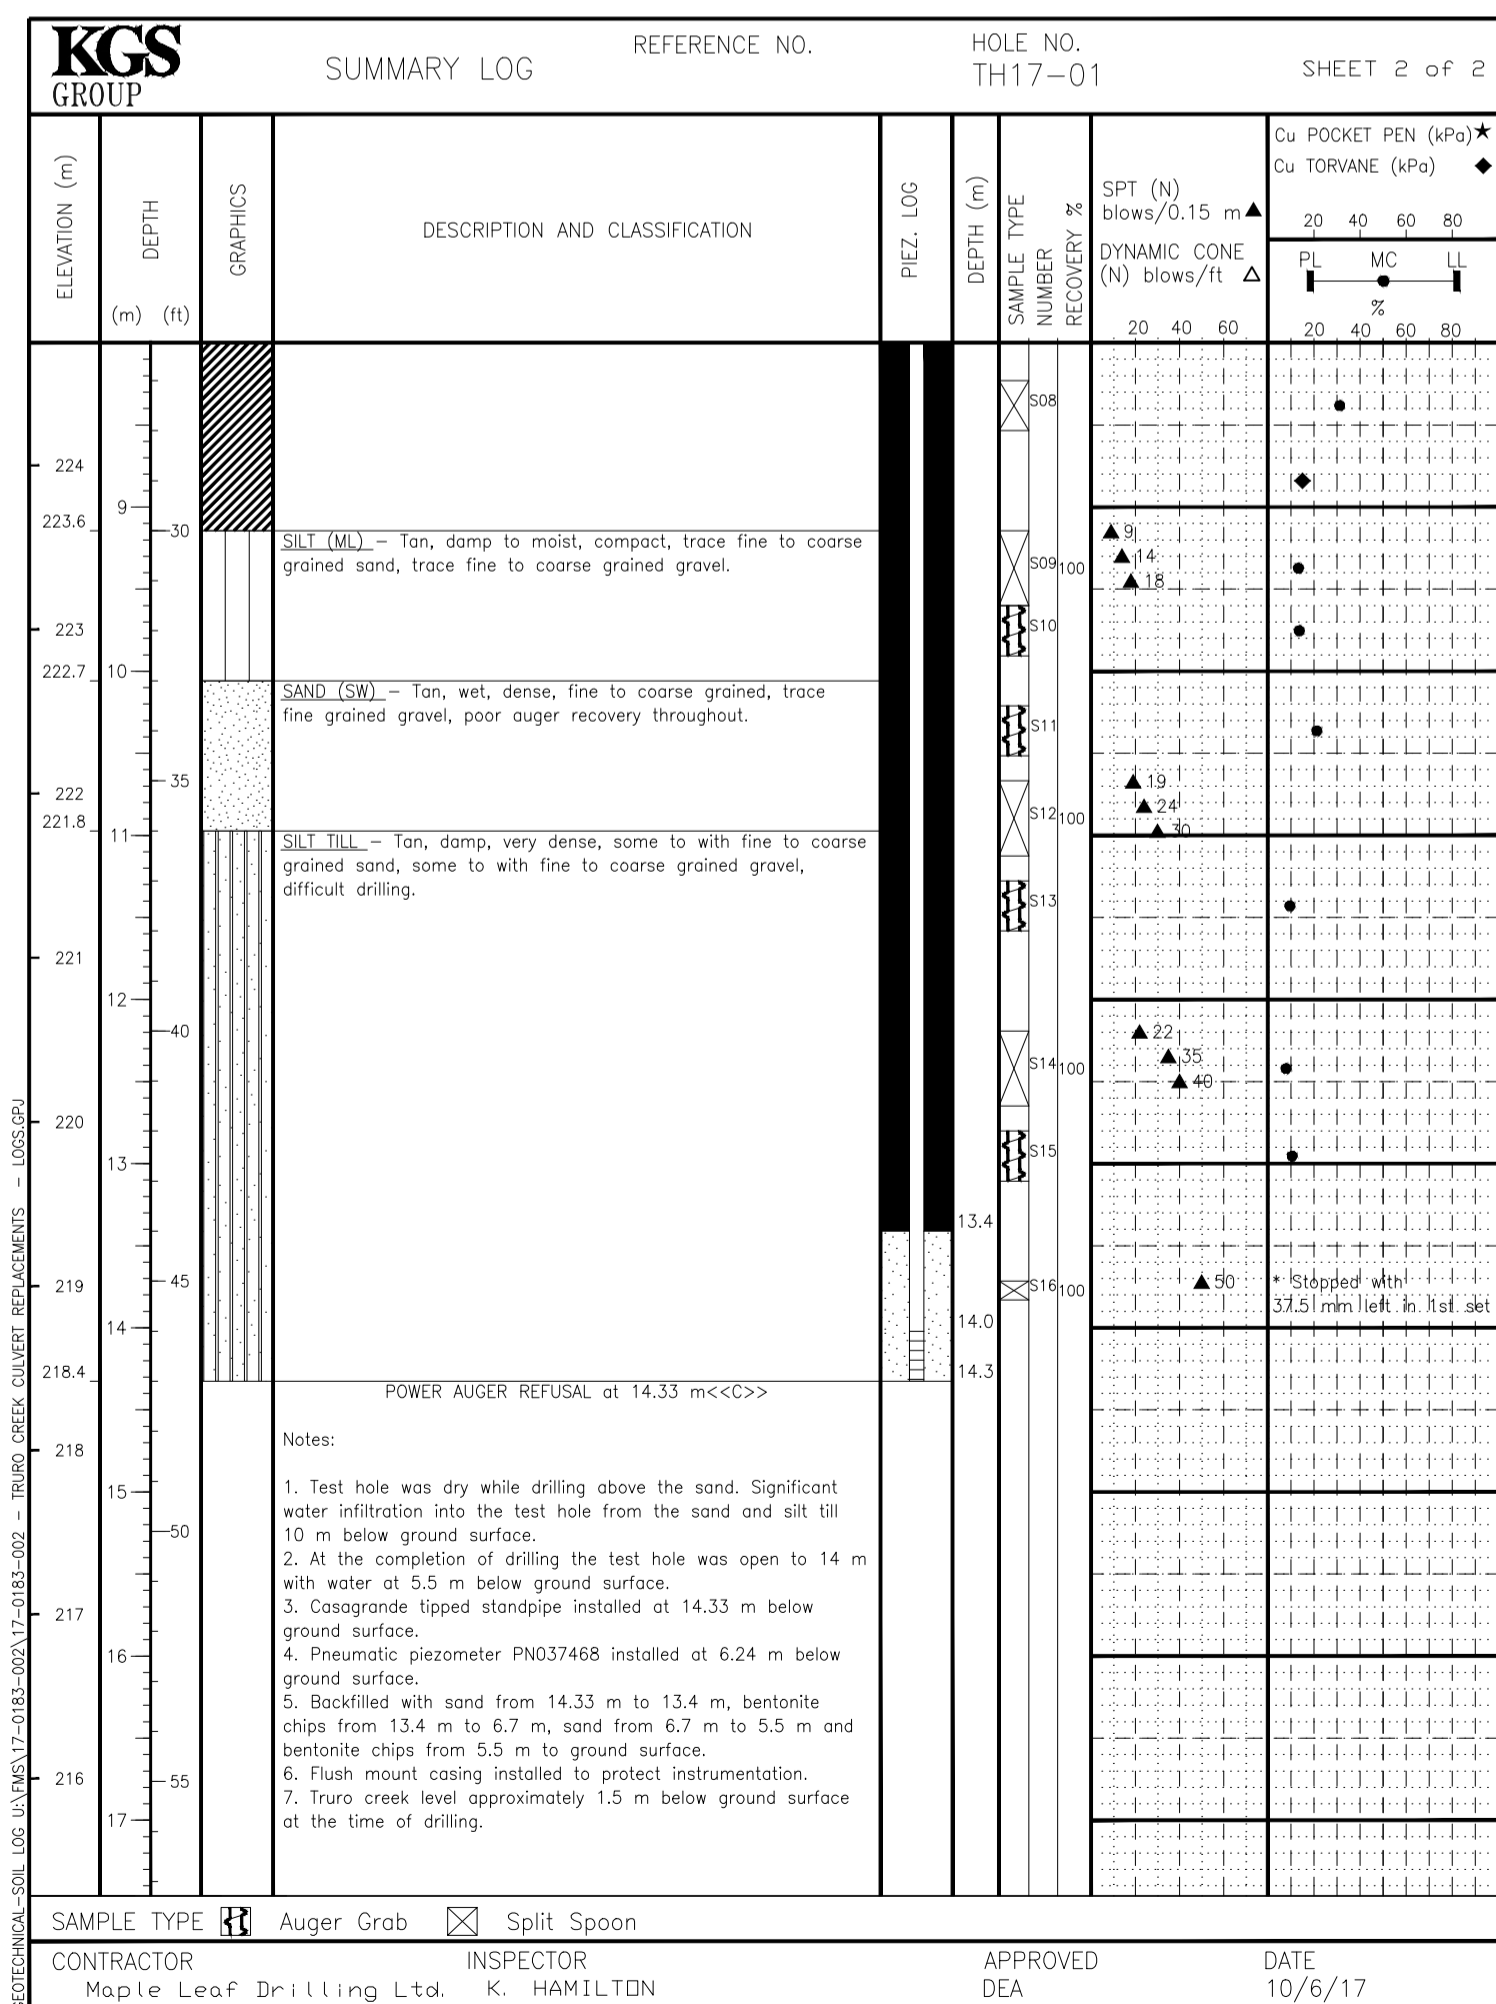 KGS
GROUP
SUMMARY LOG
REFERENCE NO.
HOLE NO.
TH17-01
SHEET 2 of 2
ELEVATION (m)
DEPTH
(m) (ft)
GRAPHICS
DESCRIPTION AND CLASSIFICATION
PIEZ. LOG
DEPTH (m)
SAMPLE TYPE
NUMBER
RECOVERY %
SPT (N)
blows/0.15 m ▲
DYNAMIC CONE
(N) blows/ft △
20 40 60
Cu POCKET PEN (kPa) ★
Cu TORVANE (kPa) ◆
20 40 60 80
PL MC LL
%
20 40 60 80
S08
224
9
223.6
30
SILT (ML) - Tan, damp to moist, compact, trace fine to coarse
grained sand, trace fine to coarse grained gravel.
S09 100
9
14
18
223
S10
222.7
10
SAND (SW) - Tan, wet, dense, fine to coarse grained, trace
fine grained gravel, poor auger recovery throughout.
S11
35
222
S12 100
19
24
30
221.8
11
SILT TILL - Tan, damp, very dense, some to with fine to coarse
grained sand, some to with fine to coarse grained gravel,
difficult drilling.
S13
221
12
40
S14 100
22
35
40
220
S15
13
13.4
45
219
S16 100
50
* Stopped with
37.5 mm left in 1st set
14
14.0
218.4
14.3
POWER AUGER REFUSAL at 14.33 m<<C>>
Notes:
218
1. Test hole was dry while drilling above the sand. Significant
water infiltration into the test hole from the sand and silt till
10 m below ground surface.
15
50
2. At the completion of drilling the test hole was open to 14 m
with water at 5.5 m below ground surface.
3. Casagrande tipped standpipe installed at 14.33 m below
ground surface.
217
4. Pneumatic piezometer PN037468 installed at 6.24 m below
ground surface.
16
5. Backfilled with sand from 14.33 m to 13.4 m, bentonite
chips from 13.4 m to 6.7 m, sand from 6.7 m to 5.5 m and
bentonite chips from 5.5 m to ground surface.
6. Flush mount casing installed to protect instrumentation.
216
55
7. Truro creek level approximately 1.5 m below ground surface
at the time of drilling.
17
GEOTECHNICAL-SOIL LOG U:\FMS\17-0183-002\17-0183-002 - TRURO CREEK CULVERT REPLACEMENTS - LOGS.GPJ
SAMPLE TYPE Auger Grab Split Spoon
CONTRACTOR
Maple Leaf Drilling Ltd.
INSPECTOR
K. HAMILTON
APPROVED
DEA
DATE
10/6/17